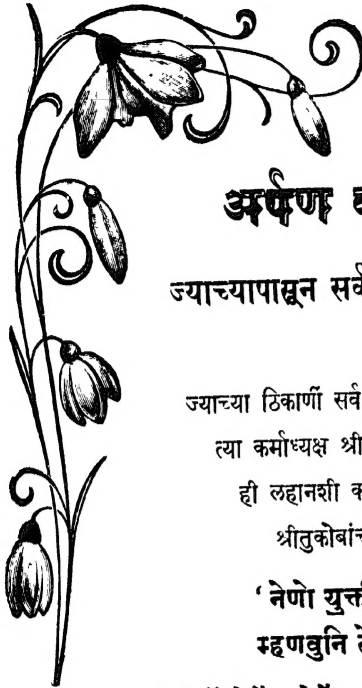 अर्पण
ज्याच्यापासून सर्व
ज्याच्या ठिकाणीं सर्व
त्या कर्माध्यक्ष श्री
ही लहानशी
श्रीतुकोबांच
‘ नेणो युक्ती
म्हणवुनि